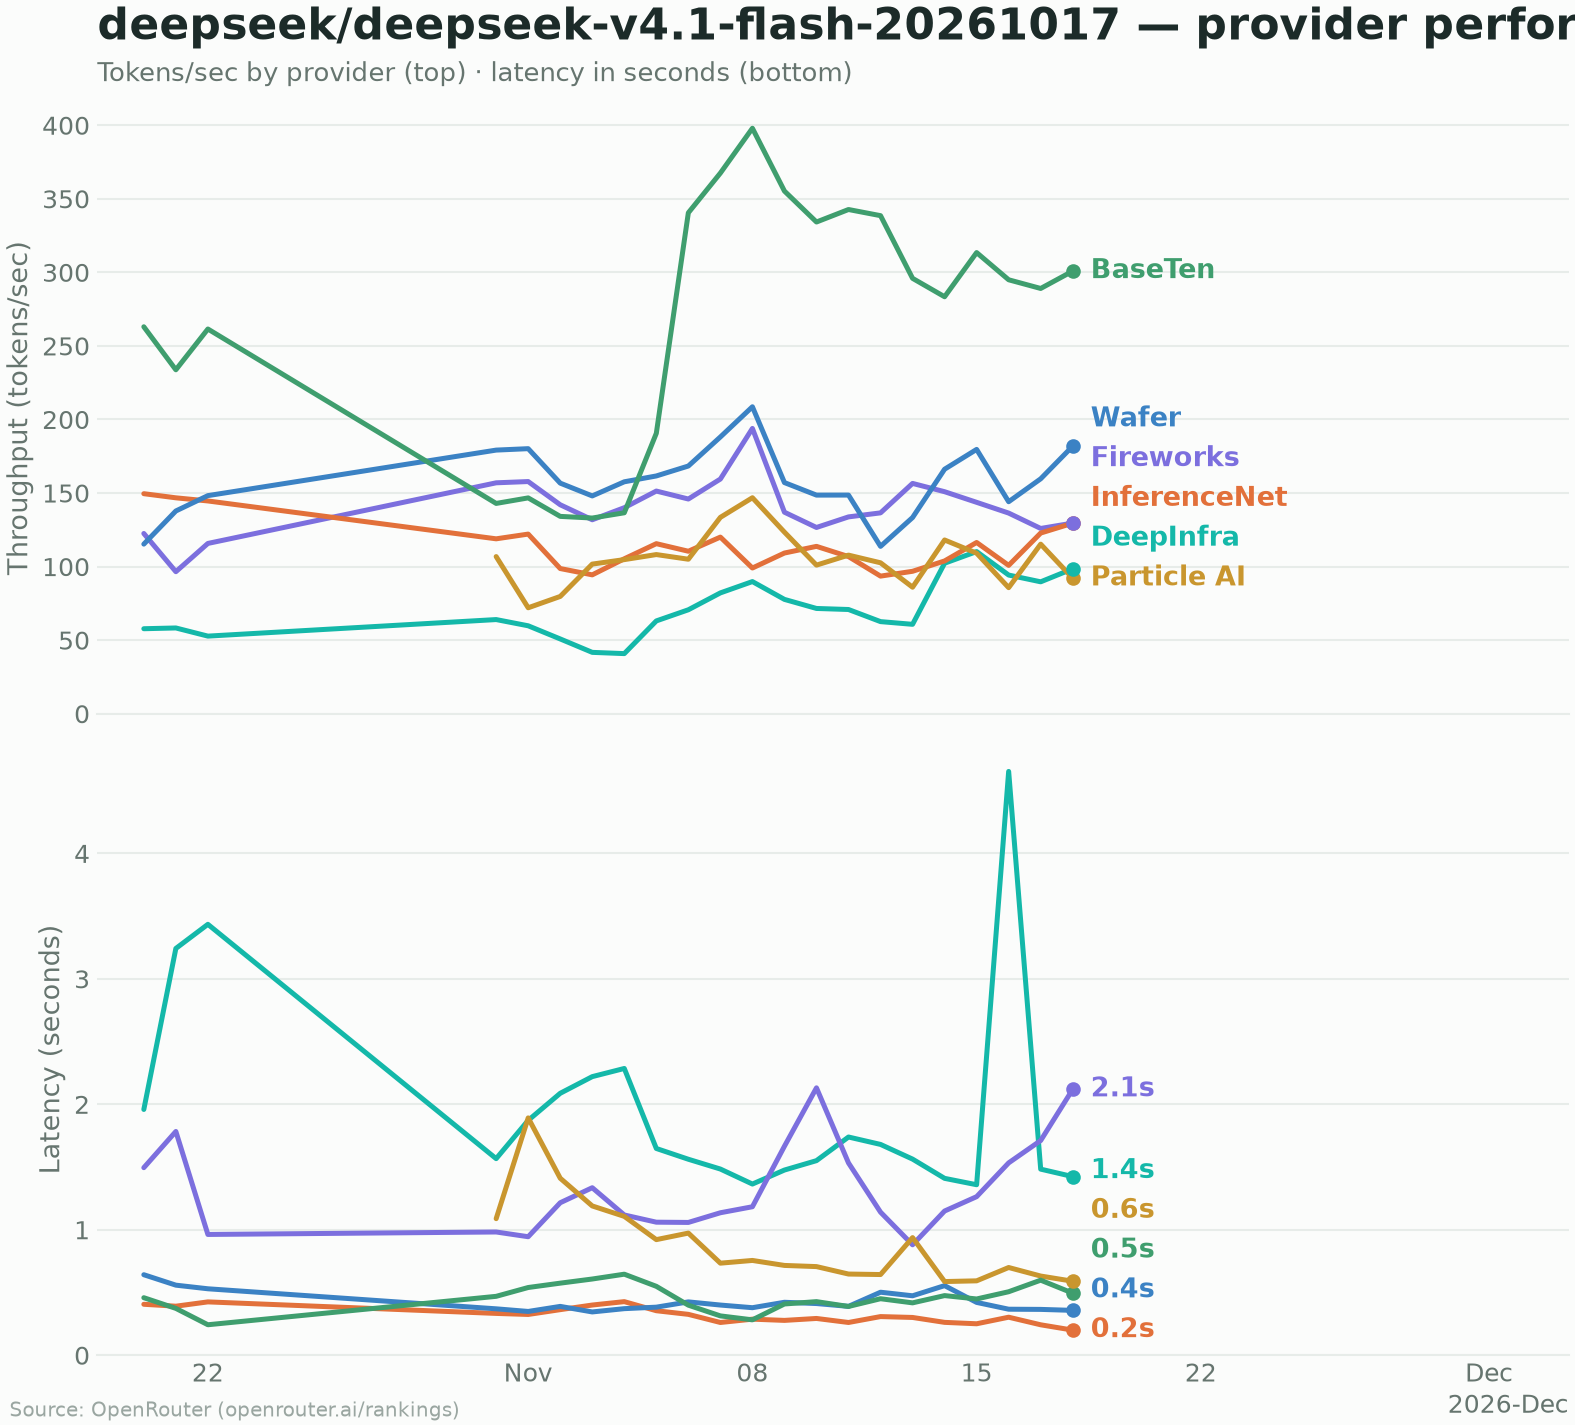 deepseek/deepseek-v4.1-flash-20261017 — provider perfor
Tokens/sec by provider (top) · latency in seconds (bottom)
Throughput (tokens/sec)
400
350
300
250
200
150
100
50
0
BaseTen
Wafer
Fireworks
InferenceNet
DeepInfra
Particle AI
Latency (seconds)
4
3
2
1
0
2.1s
1.4s
0.6s
0.5s
0.4s
0.2s
22
Nov
08
15
22
Dec
2026-Dec
Source: OpenRouter (openrouter.ai/rankings)